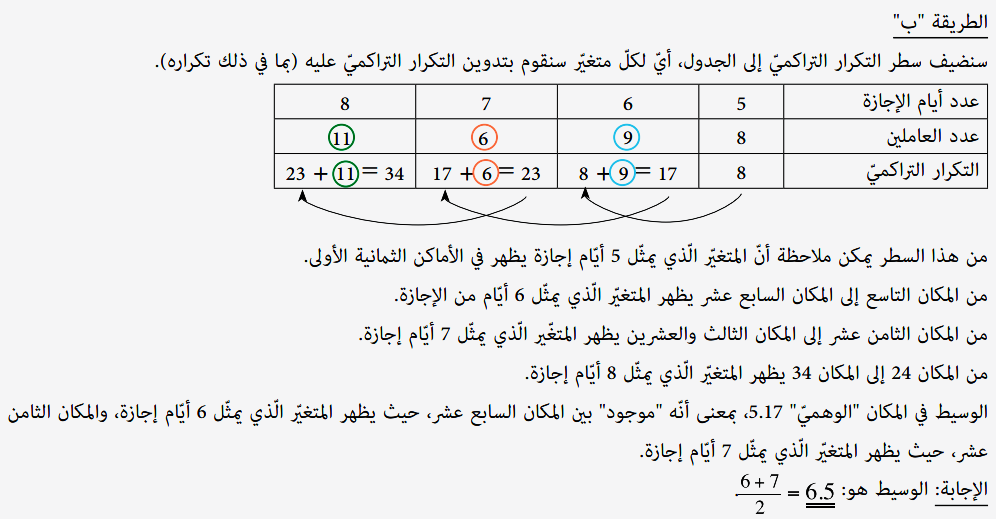 الطريقة "ب"
سنضيف سطر التكرار التراكميّ إلى الجدول، أيّ لكلّ متغيّر سنقوم بتدوين التكرار التراكميّ عليه (بما في ذلك تكراره).
عدد أيام الإجازة 5 6 7 8
عدد العاملين 8 9 6 11
التكرار التراكميّ 8 8 + 9 = 17 17 + 6 = 23 23 + 11 = 34
من هذا السطر يمكن ملاحظة أنّ المتغيّر الّذي يمثّل 5 أيّام إجازة يظهر في الأماكن الثمانية الأولى.
من المكان التاسع إلى المكان السابع عشر يظهر المتغيّر الّذي يمثّل 6 أيّام من الإجازة.
من المكان الثامن عشر إلى المكان الثالث والعشرين يظهر المتغّير الّذي يمثّل 7 أيّام إجازة.
من المكان 24 إلى المكان 34 يظهر المتغيّر الّذي يمثّل 8 أيّام إجازة.
الوسيط في المكان "الوهميّ" 5.17، بمعنى أنّه "موجود" بين المكان السابع عشر، حيث يظهر المتغيّر الّذي يمثّل 6 أيّام إجازة، والمكان الثامن
عشر، حيث يظهر المتغيّر الّذي يمثّل 7 أيّام إجازة.
الإجابة: الوسيط هو: 6 + 7 / 2 = 6.5.